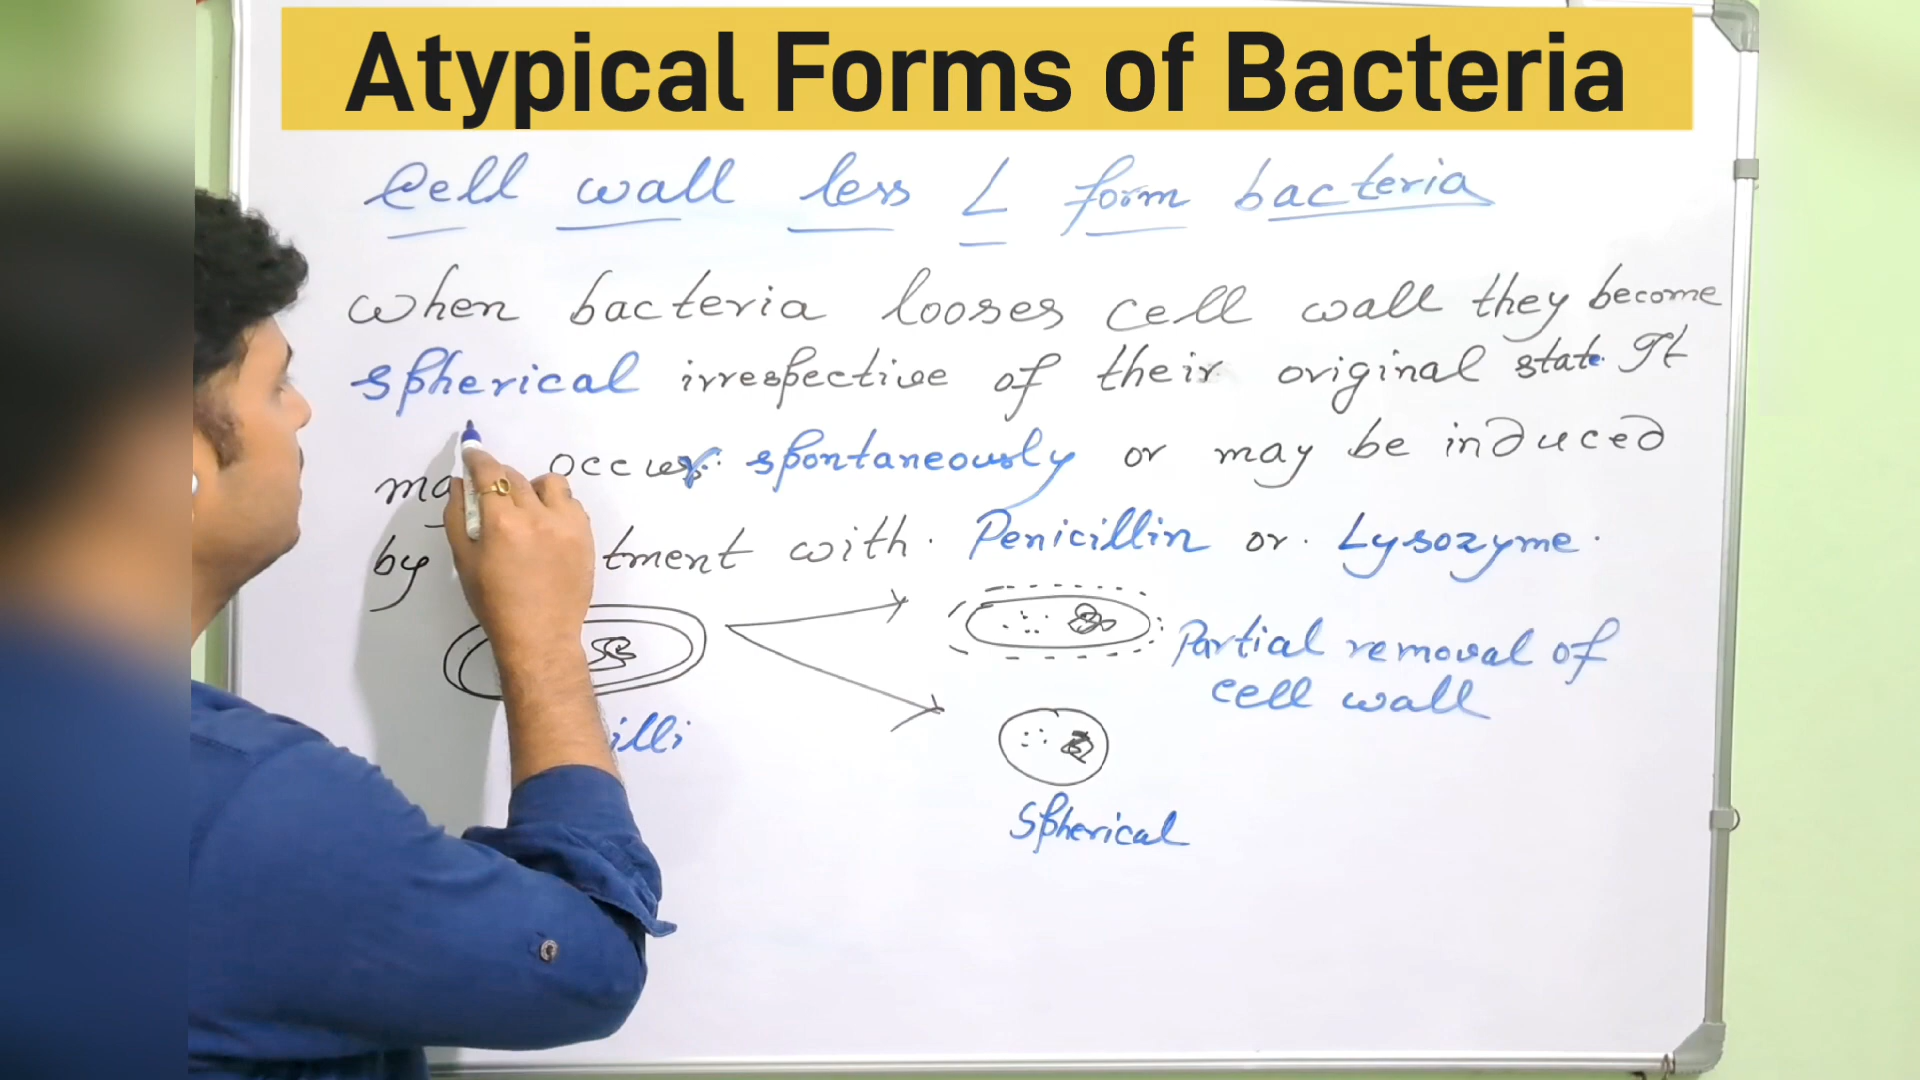 Atypical Forms of Bacteria
Cell wall less L form bacteria
When bacteria looses cell wall they become
spherical irrespective of their original state. It
occur spontaneously or may be induced
by with. Penicillin or. Lysozyme.
Partial removal of
cell wall
Spherical